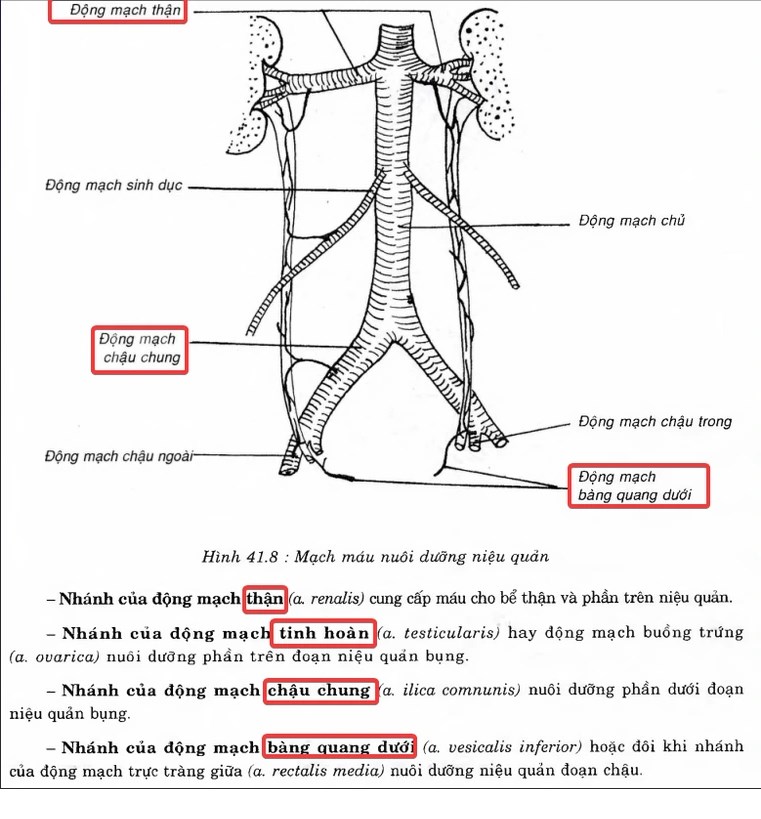 Động mạch thận
Động mạch sinh dục
Động mạch chủ
Động mạch
chậu chung
Động mạch chậu trong
Động mạch chậu ngoài
Động mạch
bàng quang dưới
Hình 41.8 : Mạch máu nuôi dưỡng niệu quản
– Nhánh của động mạch thận (a. renalis) cung cấp máu cho bể thận và phần trên niệu quản.
– Nhánh của động mạch tinh hoàn (a. testicularis) hay động mạch buồng trứng
(a. ovarica) nuôi dưỡng phần trên đoạn niệu quản bụng.
– Nhánh của động mạch chậu chung (a. ilica comnunis) nuôi dưỡng phần dưới đoạn
niệu quản bụng.
– Nhánh của động mạch bàng quang dưới (a. vesicalis inferior) hoặc đôi khi nhánh
của động mạch trực tràng giữa (a. rectalis media) nuôi dưỡng niệu quản đoạn chậu.